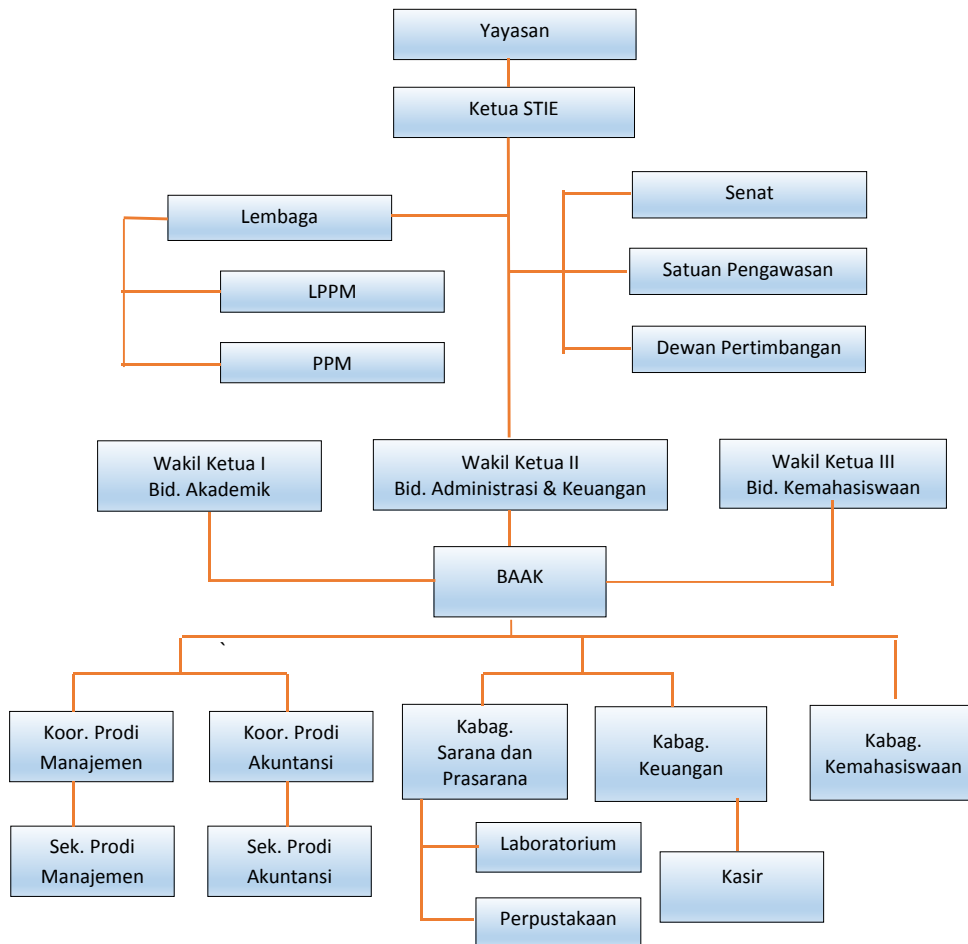 Yayasan
Ketua STIE
Senat
Lembaga
Satuan Pengawasan
LPPM
Dewan Pertimbangan
PPM
Wakil Ketua I
Bid. Akademik
Wakil Ketua II
Bid. Administrasi & Keuangan
Wakil Ketua III
Bid. Kemahasiswaan
BAAK
`
Koor. Prodi
Manajemen
Koor. Prodi
Akuntansi
Kabag.
Sarana dan
Prasarana
Kabag.
Keuangan
Kabag.
Kemahasiswaan
Sek. Prodi
Manajemen
Sek. Prodi
Akuntansi
Laboratorium
Kasir
Perpustakaan